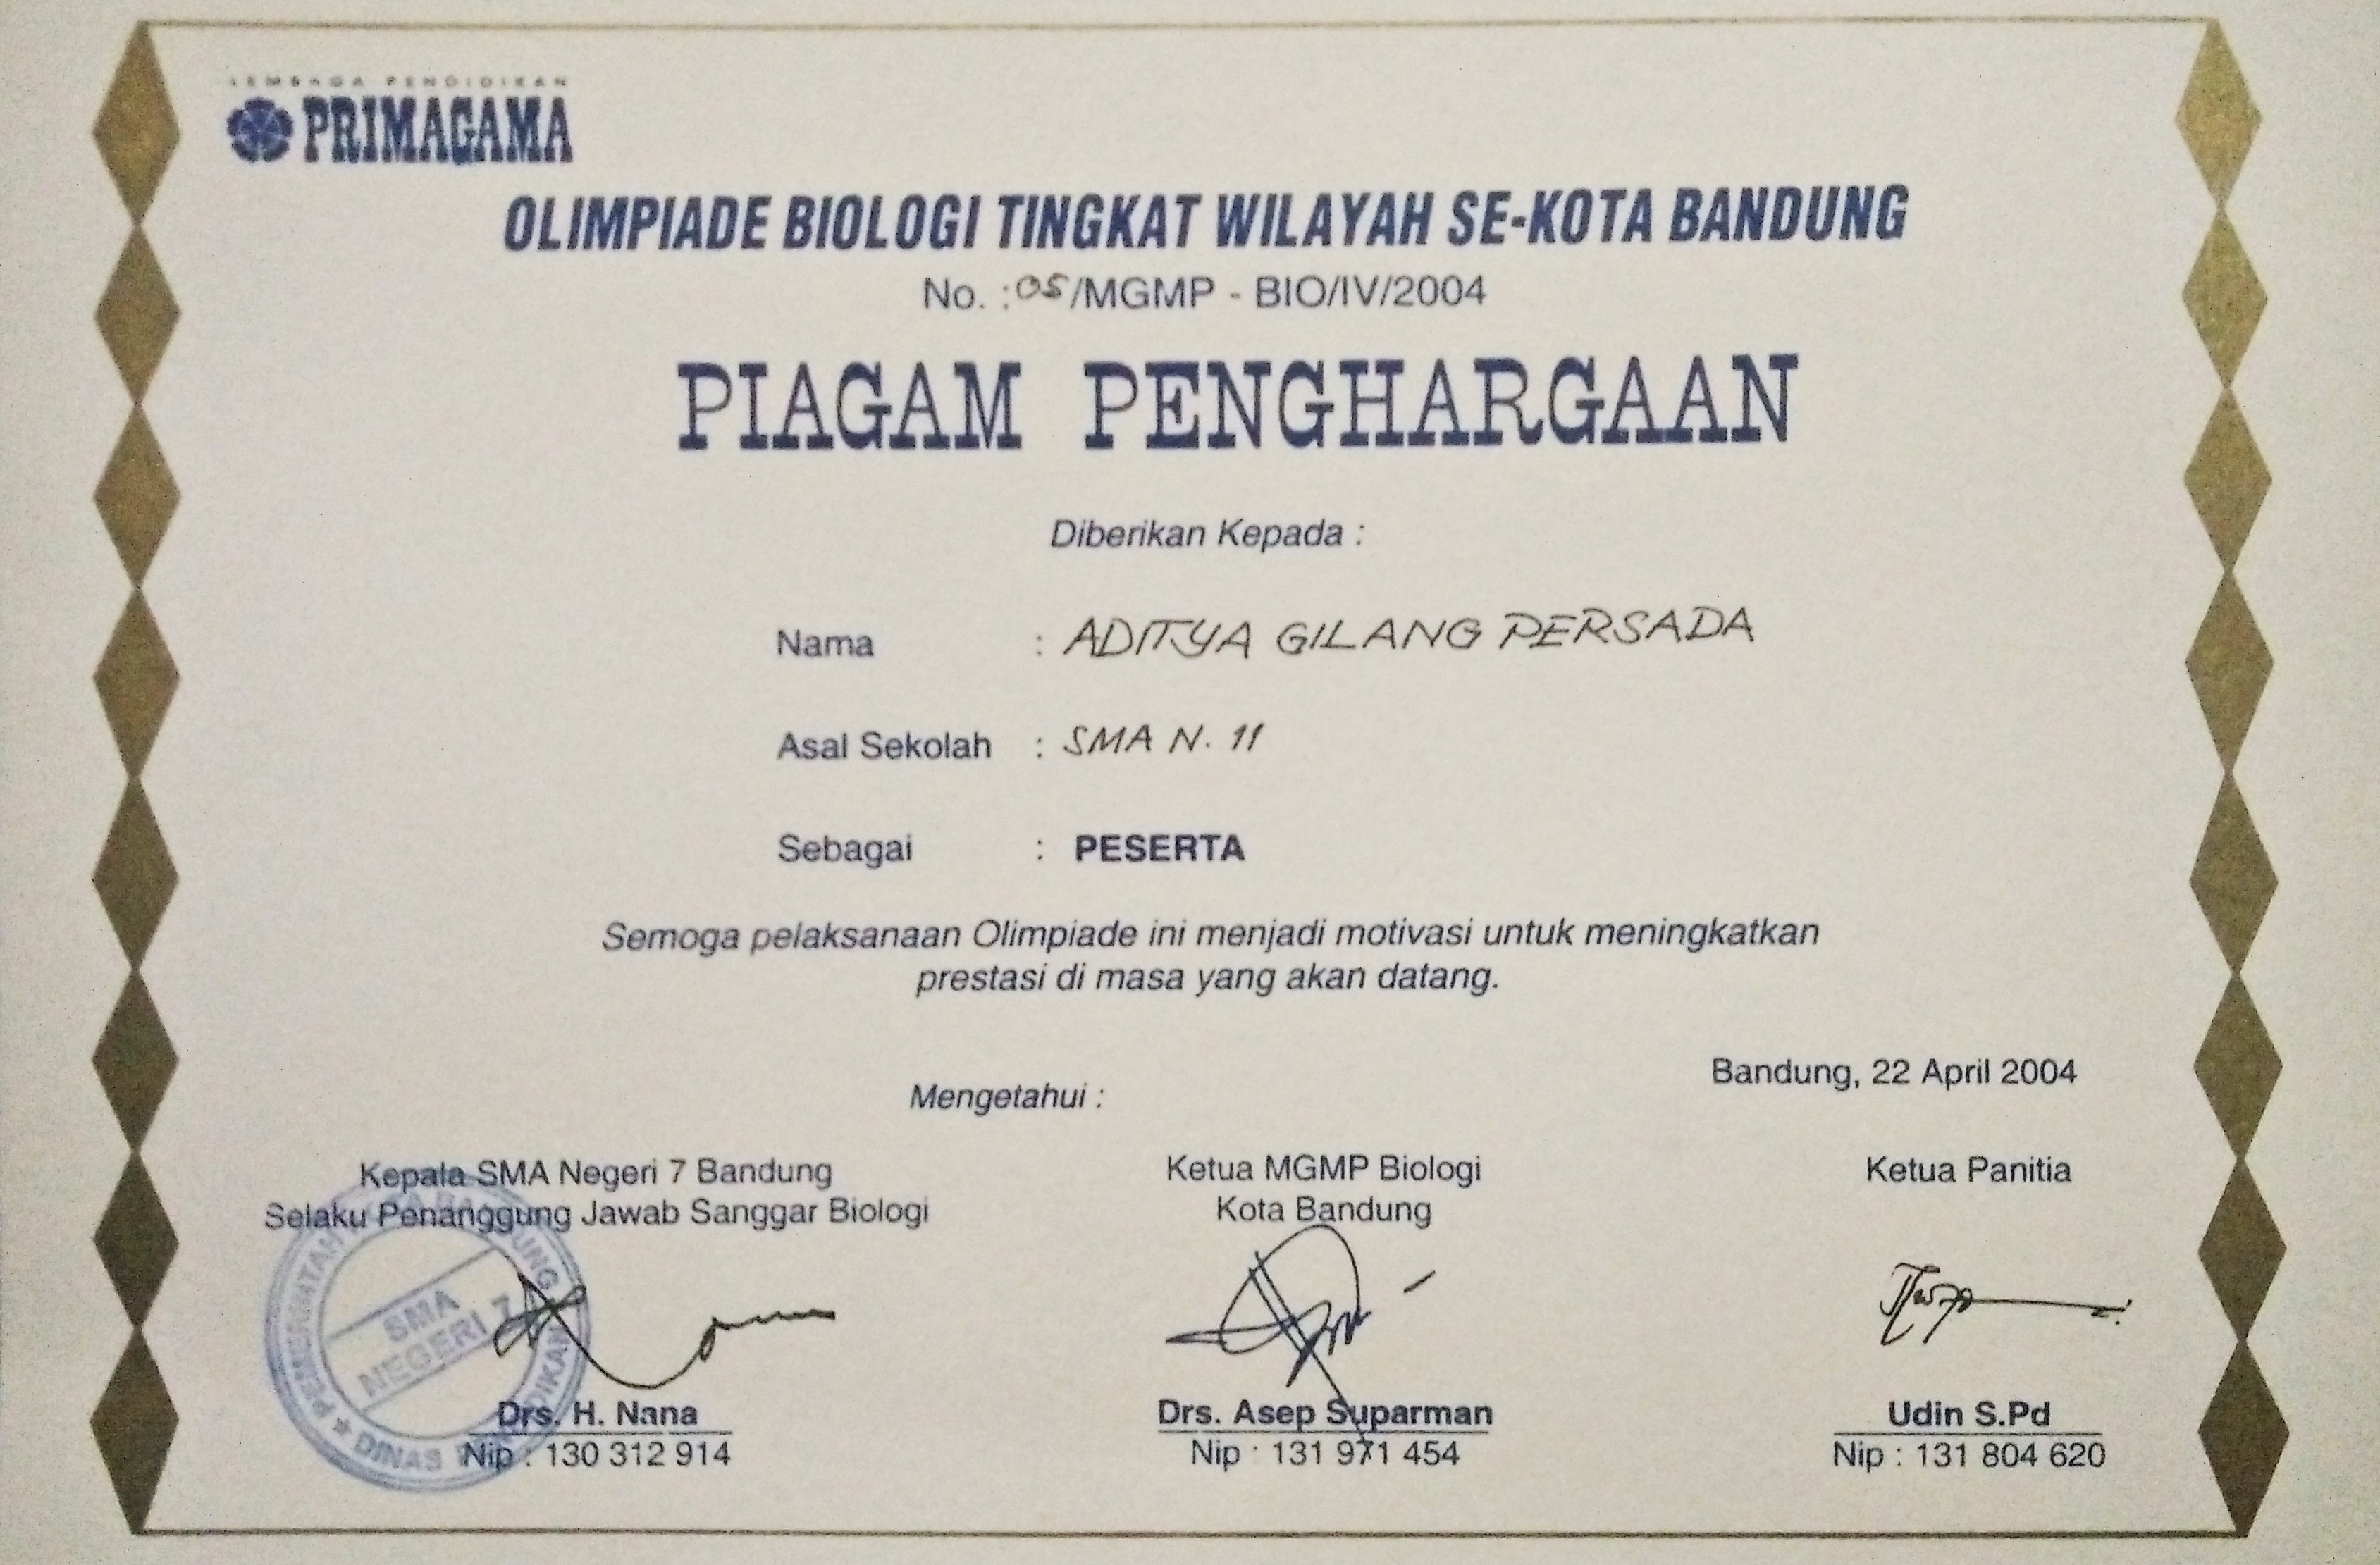 LEMBAGA PENDIDIKAN
PRIMAGAMA
OLIMPIADE BIOLOGI TINGKAT WILAYAH SE-KOTA BANDUNG
No. :05/MGMP - BIO/IV/2004
PIAGAM PENGHARGAAN
Diberikan Kepada :
Nama : ADITYA GILANG PERSADA
Asal Sekolah : SMA N. 11
Sebagai : PESERTA
Semoga pelaksanaan Olimpiade ini menjadi motivasi untuk meningkatkan
prestasi di masa yang akan datang.
Bandung, 22 April 2004
Mengetahui :
Kepala SMA Negeri 7 Bandung
Selaku Penanggung Jawab Sanggar Biologi
SMA
NEGERI 7
DINAS
Drs. H. Nana
Nip : 130 312 914
Ketua MGMP Biologi
Kota Bandung
Drs. Asep Suparman
Nip : 131 971 454
Ketua Panitia
Udin S.Pd
Nip : 131 804 620